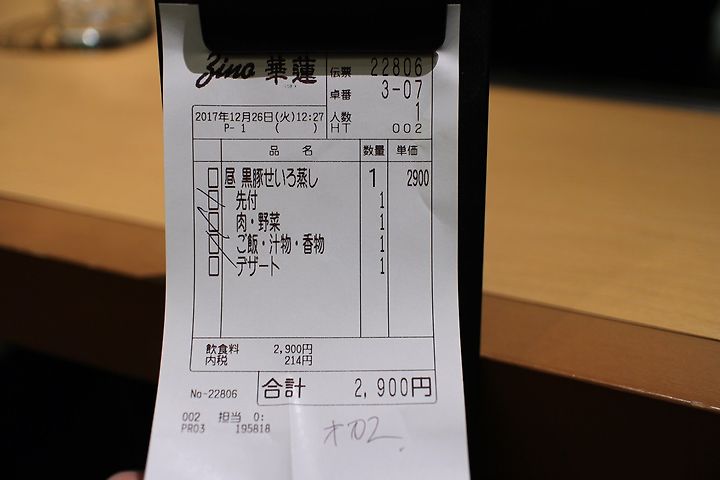 Zino 華蓮
伝票 22806
卓番 3-07
人数 1
HT 002
2017年12月26日(火)12:27
P- 1 ( )
品 名 数量 単価
昼 黒豚せいろ蒸し 1 2900
先付 1
肉・野菜 1
ご飯・汁物・香物 1
デザート 1
飲食料 2,900円
内税 214円
No-22806 合計 2,900円
002 担当 0:
PR03 195818